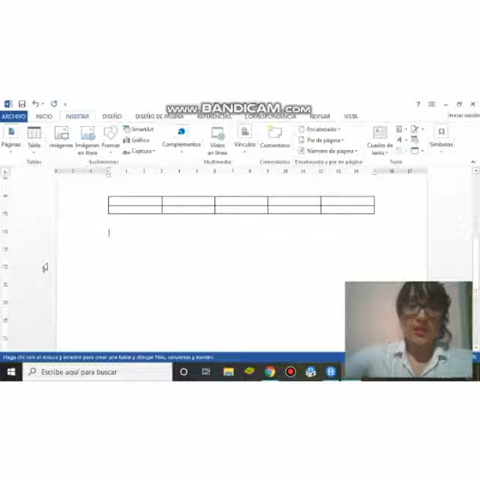 www.BANDICAM.com
ARCHIVO INICIO INSERTAR DISEÑO DISEÑO DE PÁGINA REFERENCIAS CORRESPONDENCIA REVISAR VISTA Iniciar sesión
Páginas Tabla Imágenes Imágenes en línea Formas SmartArt Gráfico Captura Complementos Vídeo en línea Vínculos Comentario Encabezado Pie de página Número de página Cuadro de texto Símbolos
Tablas Ilustraciones Multimedia Comentarios Encabezado y pie de página Texto
Haga clic con el mouse y arrastre para crear una tabla y dibujar filas, columnas y bordes.
Escribe aquí para buscar